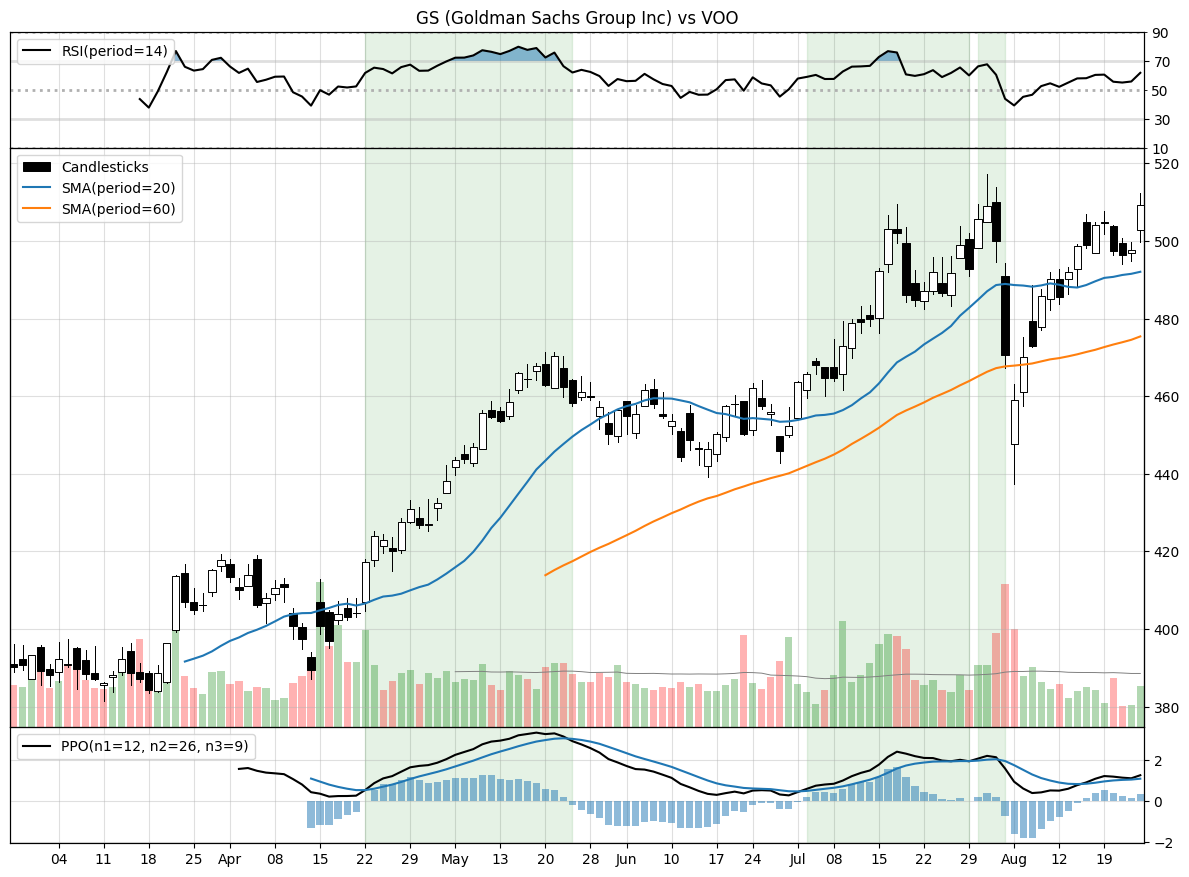 GS (Goldman Sachs Group Inc) vs VOO
RSI(period=14)
90
70
50
30
10
Candlesticks
SMA(period=20)
SMA(period=60)
520
500
480
460
440
420
400
380
PPO(n1=12, n2=26, n3=9)
2
0
−2
04 11 18 25 Apr 08 15 22 29 May 13 20 28 Jun 10 17 24 Jul 08 15 22 29 Aug 12 19